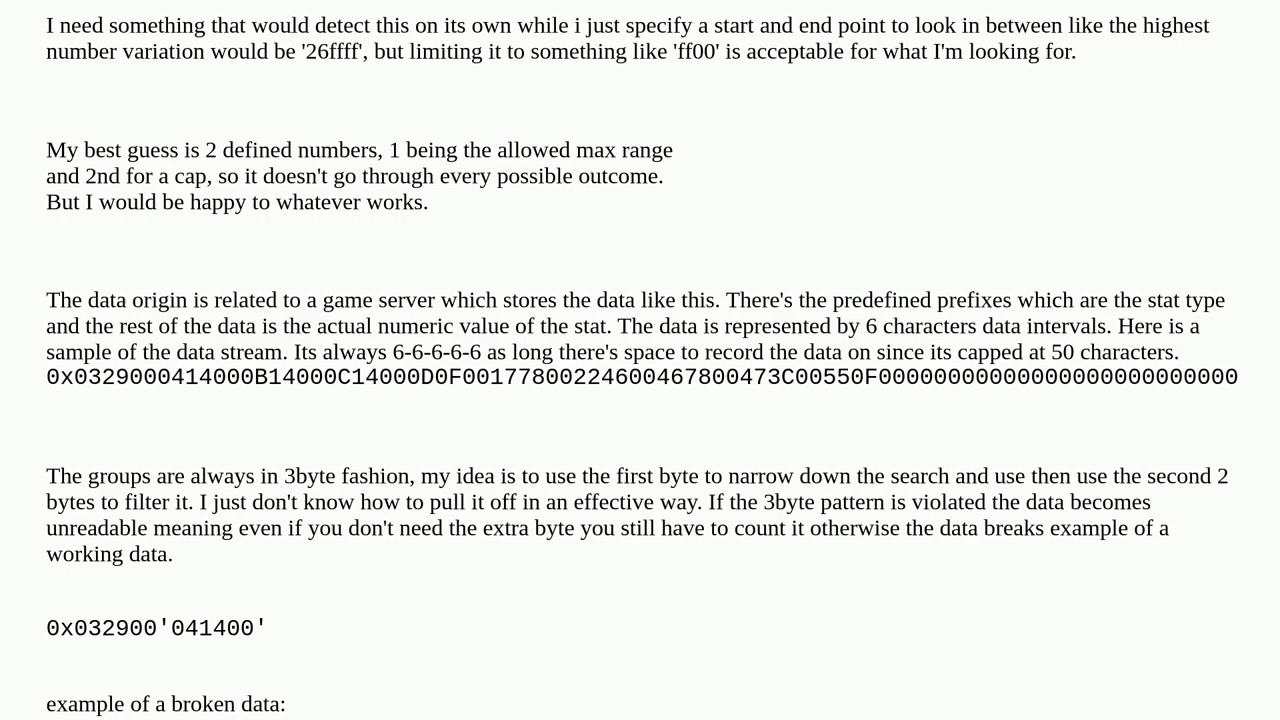 I need something that would detect this on its own while i just specify a start and end point to look in between like the highest
number variation would be '26ffff', but limiting it to something like 'ff00' is acceptable for what I'm looking for.
My best guess is 2 defined numbers, 1 being the allowed max range
and 2nd for a cap, so it doesn't go through every possible outcome.
But I would be happy to whatever works.
The data origin is related to a game server which stores the data like this. There's the predefined prefixes which are the stat type
and the rest of the data is the actual numeric value of the stat. The data is represented by 6 characters data intervals. Here is a
sample of the data stream. Its always 6-6-6-6-6 as long there's space to record the data on since its capped at 50 characters.
0x0329000414000B14000C14000D0F00177800224600467800473C00550F000000000000000000000000000
The groups are always in 3byte fashion, my idea is to use the first byte to narrow down the search and use then use the second 2
bytes to filter it. I just don't know how to pull it off in an effective way. If the 3byte pattern is violated the data becomes
unreadable meaning even if you don't need the extra byte you still have to count it otherwise the data breaks example of a
working data.
0x032900'041400'
example of a broken data: